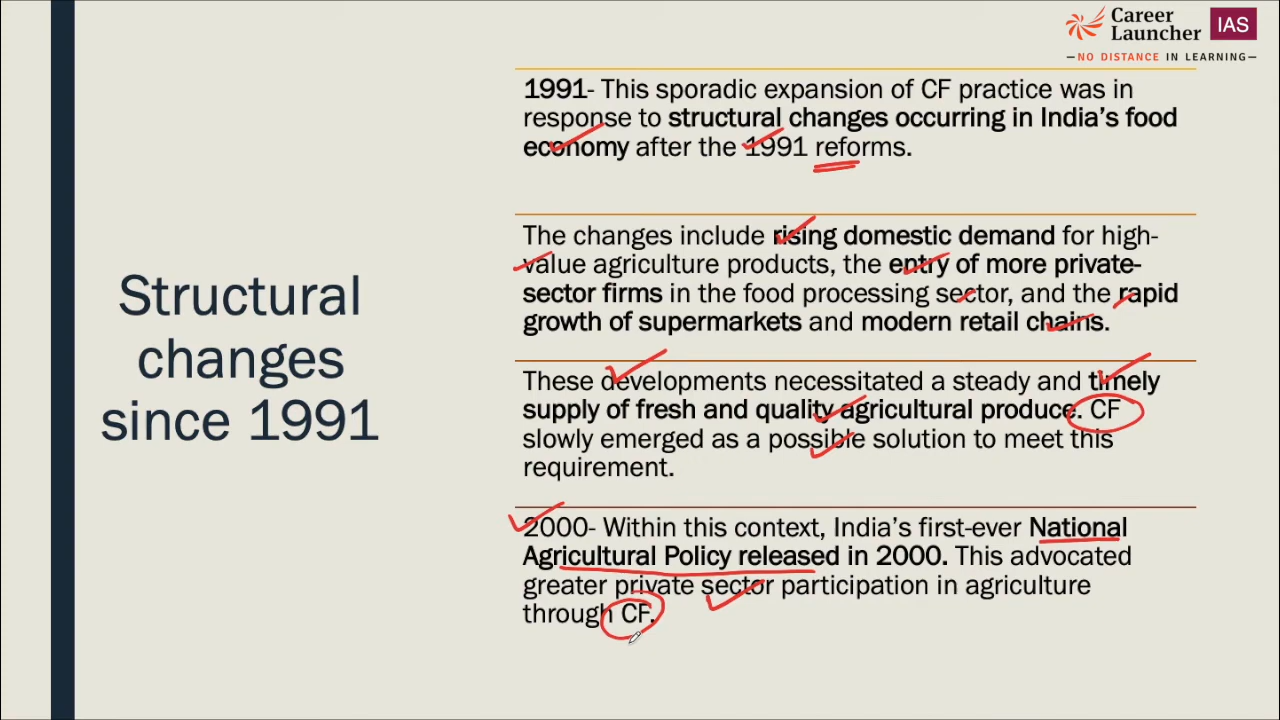 Career
Launcher
IAS
—NO DISTANCE IN LEARNING—
Structural
changes
since 1991
1991- This sporadic expansion of CF practice was in
response to structural changes occurring in India's food
economy after the 1991 reforms.
The changes include rising domestic demand for high-
value agriculture products, the entry of more private-
sector firms in the food processing sector, and the rapid
growth of supermarkets and modern retail chains.
These developments necessitated a steady and timely
supply of fresh and quality agricultural produce. CF
slowly emerged as a possible solution to meet this
requirement.
2000- Within this context, India's first-ever National
Agricultural Policy released in 2000. This advocated
greater private sector participation in agriculture
through CF.